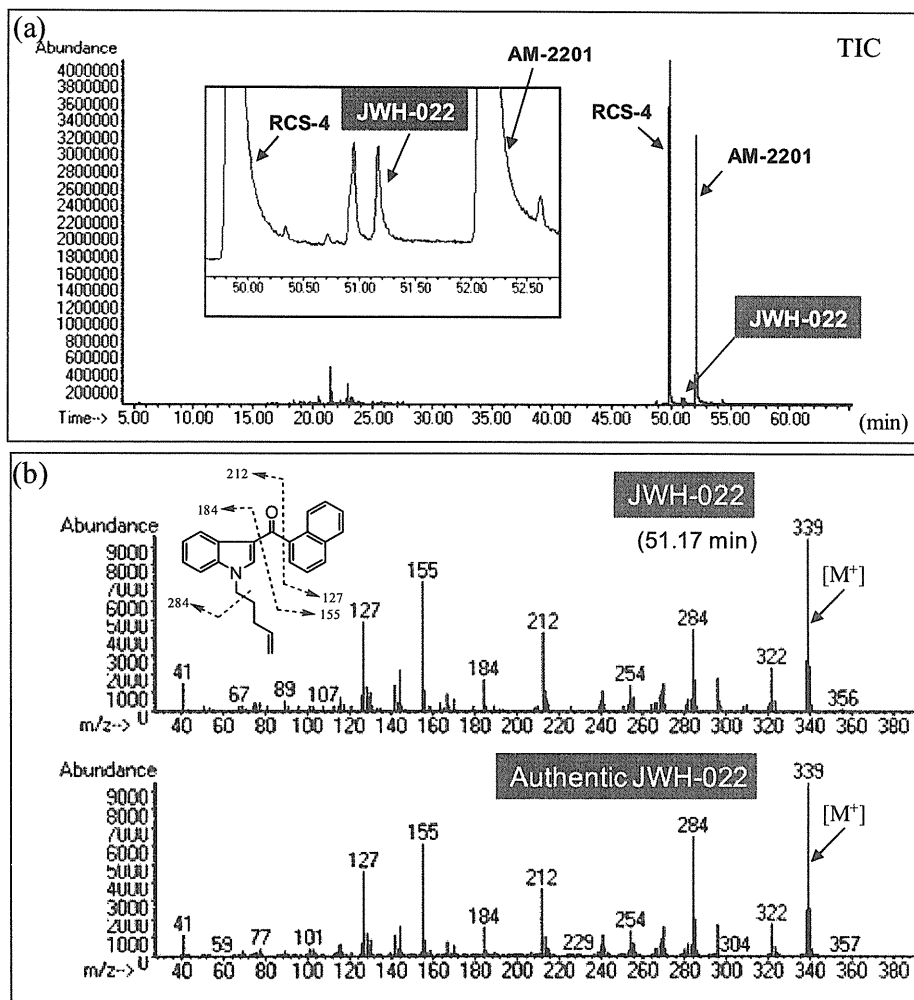 (a)
Abundance
TIC
4000000
3800000
3600000
3400000
3200000
3000000
2800000
2600000
2400000
2200000
2000000
1800000
1600000
1400000
1200000
1000000
800000
600000
400000
200000
Time-->
5.00 10.00 15.00 20.00 25.00 30.00 35.00 40.00 45.00 50.00 55.00 60.00 (min)
RCS-4
AM-2201
JWH-022
RCS-4
JWH-022
AM-2201
50.00 50.50 51.00 51.50 52.00 52.50
(b)
JWH-022
(51.17 min)
Abundance
9000
8000
7000
6000
5000
4000
3000
2000
1000
0
m/z-->
40 60 80 100 120 140 160 180 200 220 240 260 280 300 320 340 360 380
212
184
O
N
284
127
155
41 67 89 107 127 155 184 212 254 284 322 339 356
[M+]
Abundance
Authentic JWH-022
9000
8000
7000
6000
5000
4000
3000
2000
1000
0
m/z-->
40 60 80 100 120 140 160 180 200 220 240 260 280 300 320 340 360 380
41 59 77 101 127 155 184 212 229 254 284 304 322 339 357
[M+]